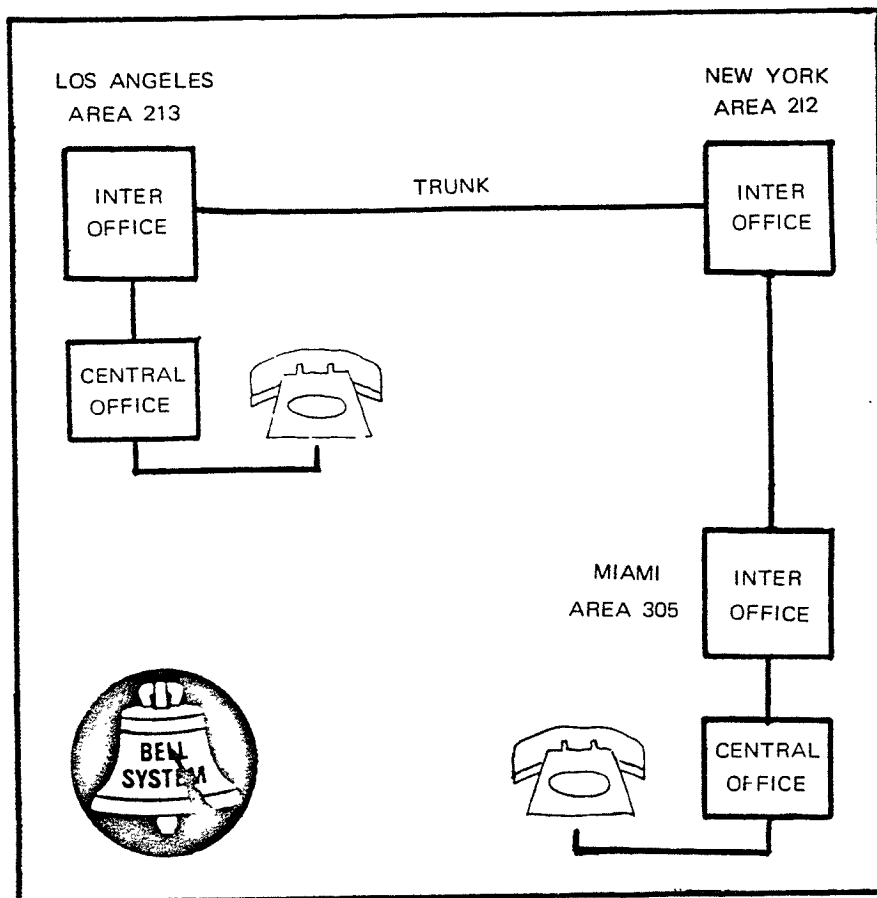 LOS ANGELES
AREA 213
NEW YORK
AREA 212
INTER
OFFICE
TRUNK
INTER
OFFICE
CENTRAL
OFFICE
MIAMI
AREA 305
INTER
OFFICE
BELL
SYSTEM
CENTRAL
OFFICE